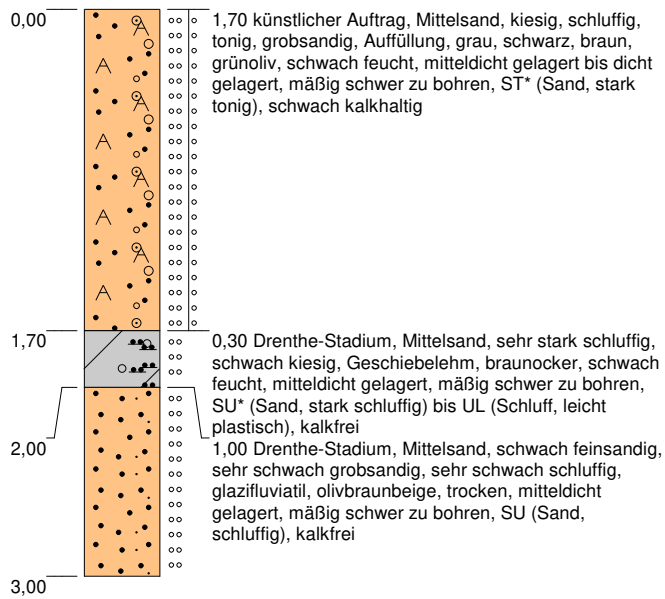 0,00
1,70 künstlicher Auftrag, Mittelsand, kiesig, schluffig,
tonig, grobsandig, Auffüllung, grau, schwarz, braun,
grünoliv, schwach feucht, mitteldicht gelagert bis dicht
gelagert, mäßig schwer zu bohren, ST* (Sand, stark
tonig), schwach kalkhaltig
1,70
0,30 Drenthe-Stadium, Mittelsand, sehr stark schluffig,
schwach kiesig, Geschiebelehm, braunocker, schwach
feucht, mitteldicht gelagert, mäßig schwer zu bohren,
SU* (Sand, stark schluffig) bis UL (Schluff, leicht
plastisch), kalkfrei
2,00
1,00 Drenthe-Stadium, Mittelsand, schwach feinsandig,
sehr schwach grobsandig, sehr schwach schluffig,
glazifluviatil, olivbraunbeige, trocken, mitteldicht
gelagert, mäßig schwer zu bohren, SU (Sand,
schluffig), kalkfrei
3,00